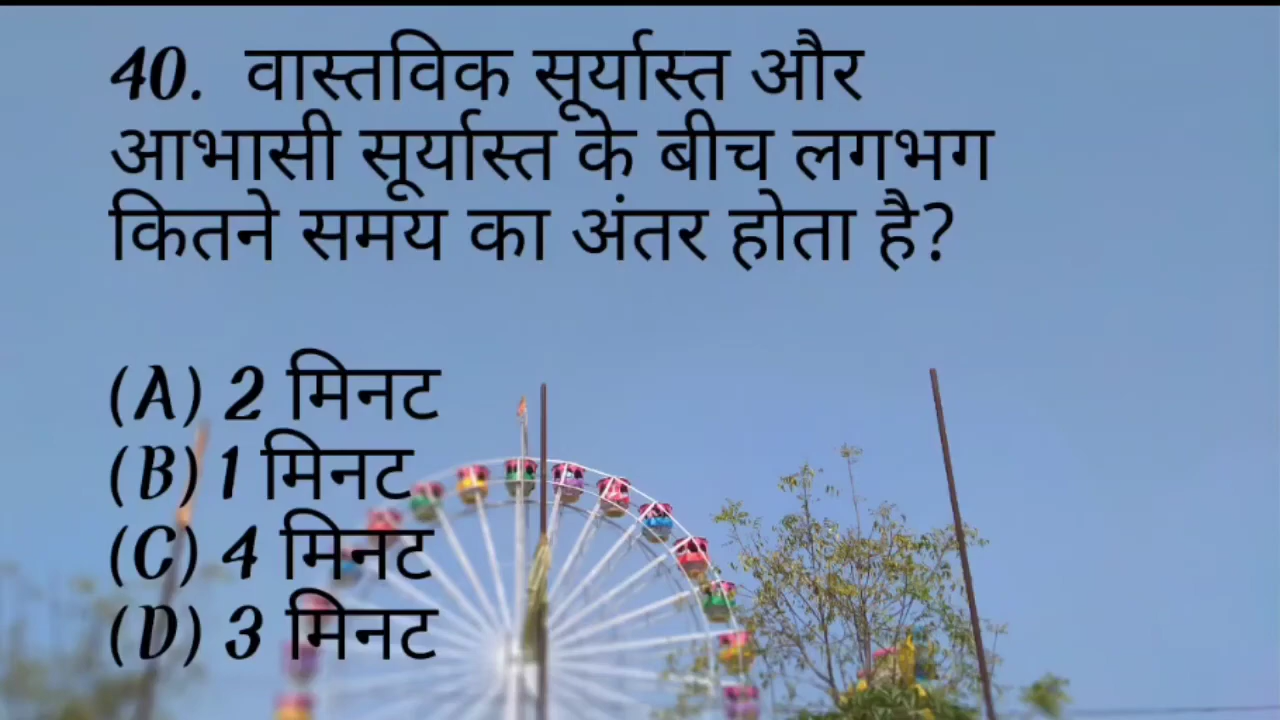 40. वास्तविक सूर्यास्त और
आभासी सूर्यास्त के बीच लगभग
कितने समय का अंतर होता है?
(A) 2 मिनट
(B) 1 मिनट
(C) 4 मिनट
(D) 3 मिनट